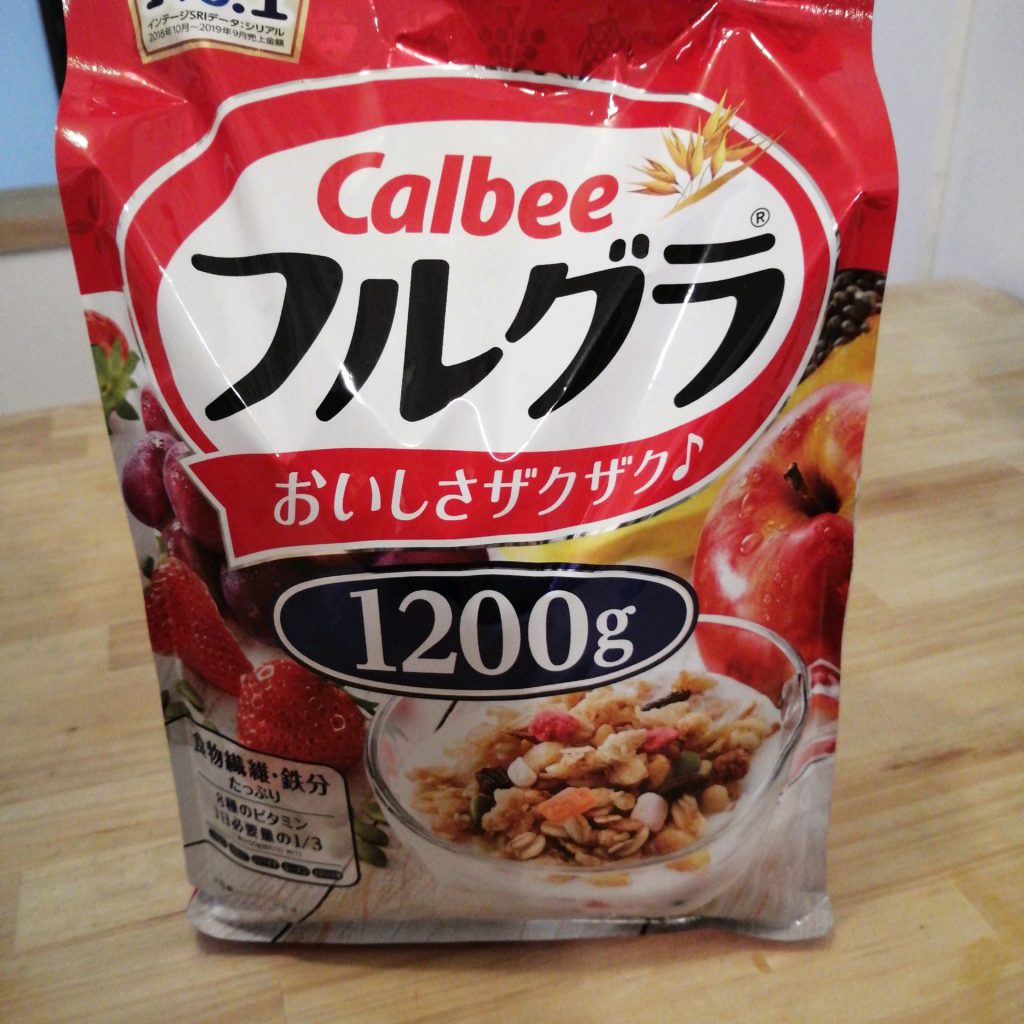 No.1
インテージSRIデータ:シリアル
2018年10月~2019年9月売上金額
Calbee
®
フルグラ
おいしさザクザク♪
1200g
食物繊維・鉄分
たっぷり
8種のビタミン
1日必要量の1/3